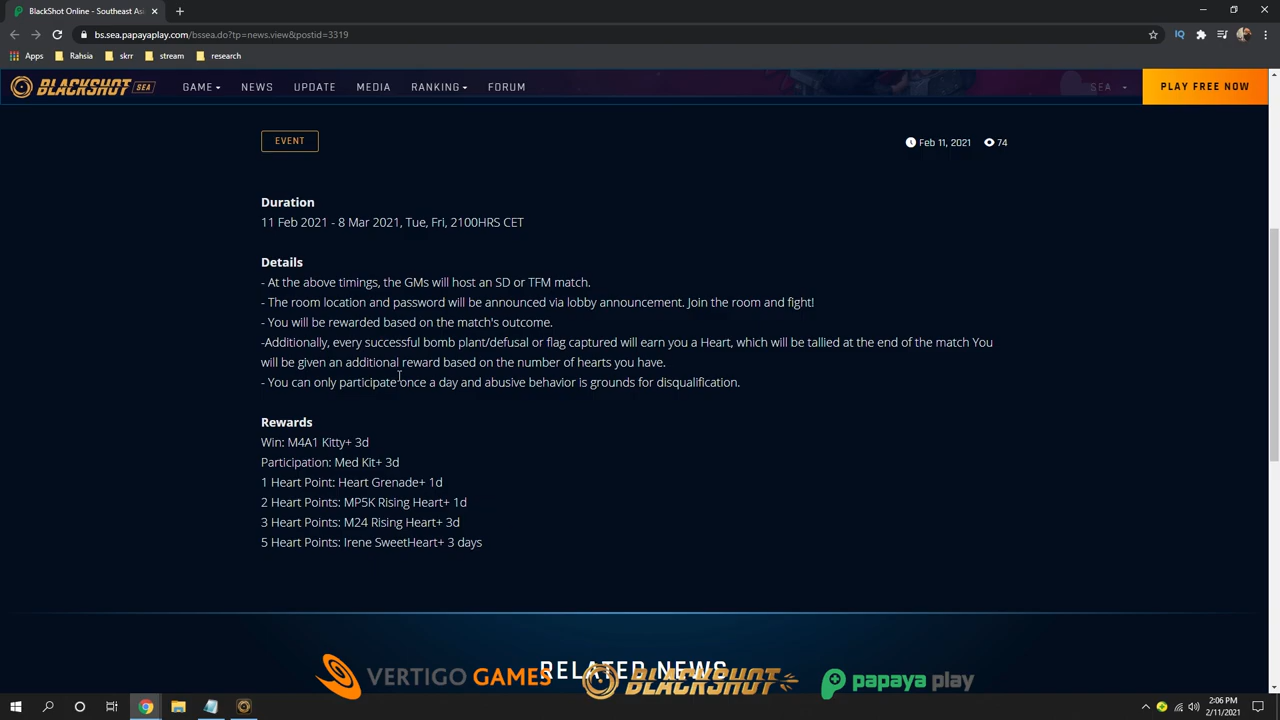 BlackShot Online - Southeast Asi
bs.sea.papayaplay.com/bssea.do?tp=news.view&postid=3319
Apps Rahsia skrr stream research
BLACKSHOT SEA GAME NEWS UPDATE MEDIA RANKING FORUM SEA PLAY FREE NOW
EVENT Feb 11, 2021 74
Duration
11 Feb 2021 - 8 Mar 2021, Tue, Fri, 2100HRS CET
Details
- At the above timings, the GMs will host an SD or TFM match.
- The room location and password will be announced via lobby announcement. Join the room and fight!
- You will be rewarded based on the match's outcome.
-Additionally, every successful bomb plant/defusal or flag captured will earn you a Heart, which will be tallied at the end of the match You
will be given an additional reward based on the number of hearts you have.
- You can only participate once a day and abusive behavior is grounds for disqualification.
Rewards
Win: M4A1 Kitty+ 3d
Participation: Med Kit+ 3d
1 Heart Point: Heart Grenade+ 1d
2 Heart Points: MP5K Rising Heart+ 1d
3 Heart Points: M24 Rising Heart+ 3d
5 Heart Points: Irene SweetHeart+ 3 days
RELATED NEWS
VERTIGO GAMES BLACKSHOT papaya play
2:06 PM
2/11/2021